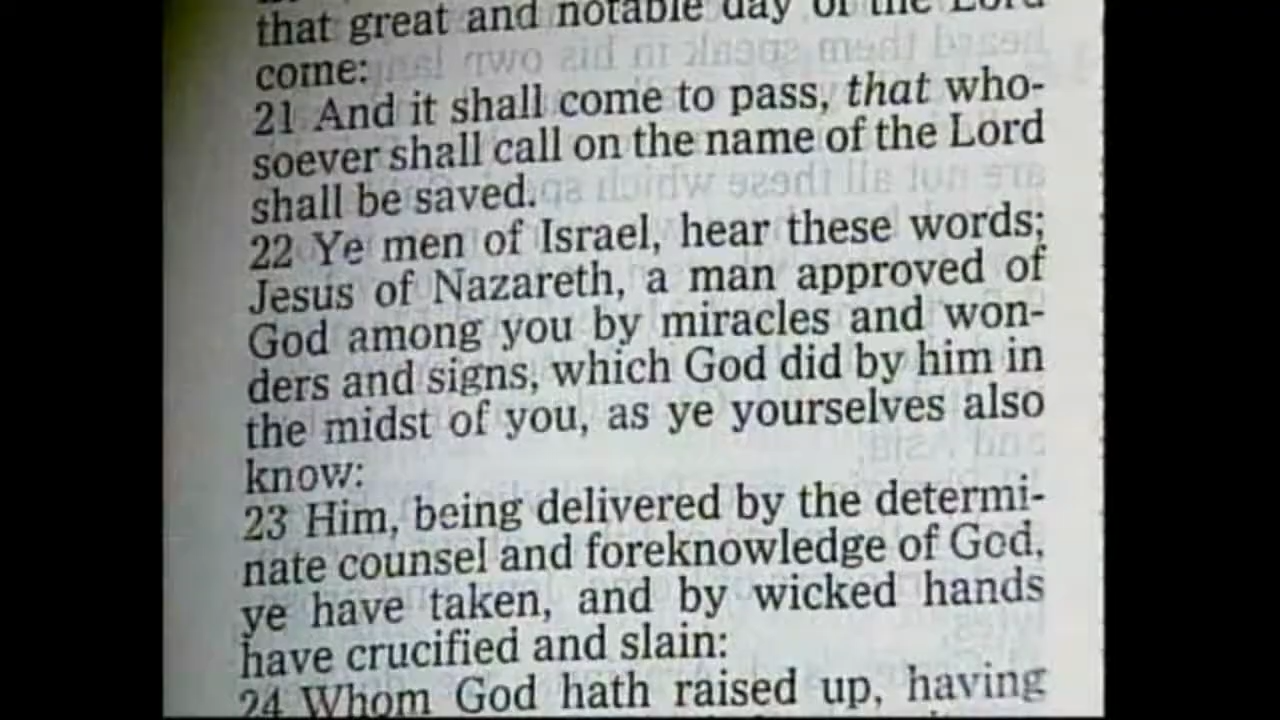 that great and notable day of the Lord
come:
21 And it shall come to pass, that who-
soever shall call on the name of the Lord
shall be saved.
22 Ye men of Israel, hear these words;
Jesus of Nazareth, a man approved of
God among you by miracles and won-
ders and signs, which God did by him in
the midst of you, as ye yourselves also
know:
23 Him, being delivered by the determi-
nate counsel and foreknowledge of God,
ye have taken, and by wicked hands
have crucified and slain:
24 Whom God hath raised up, having